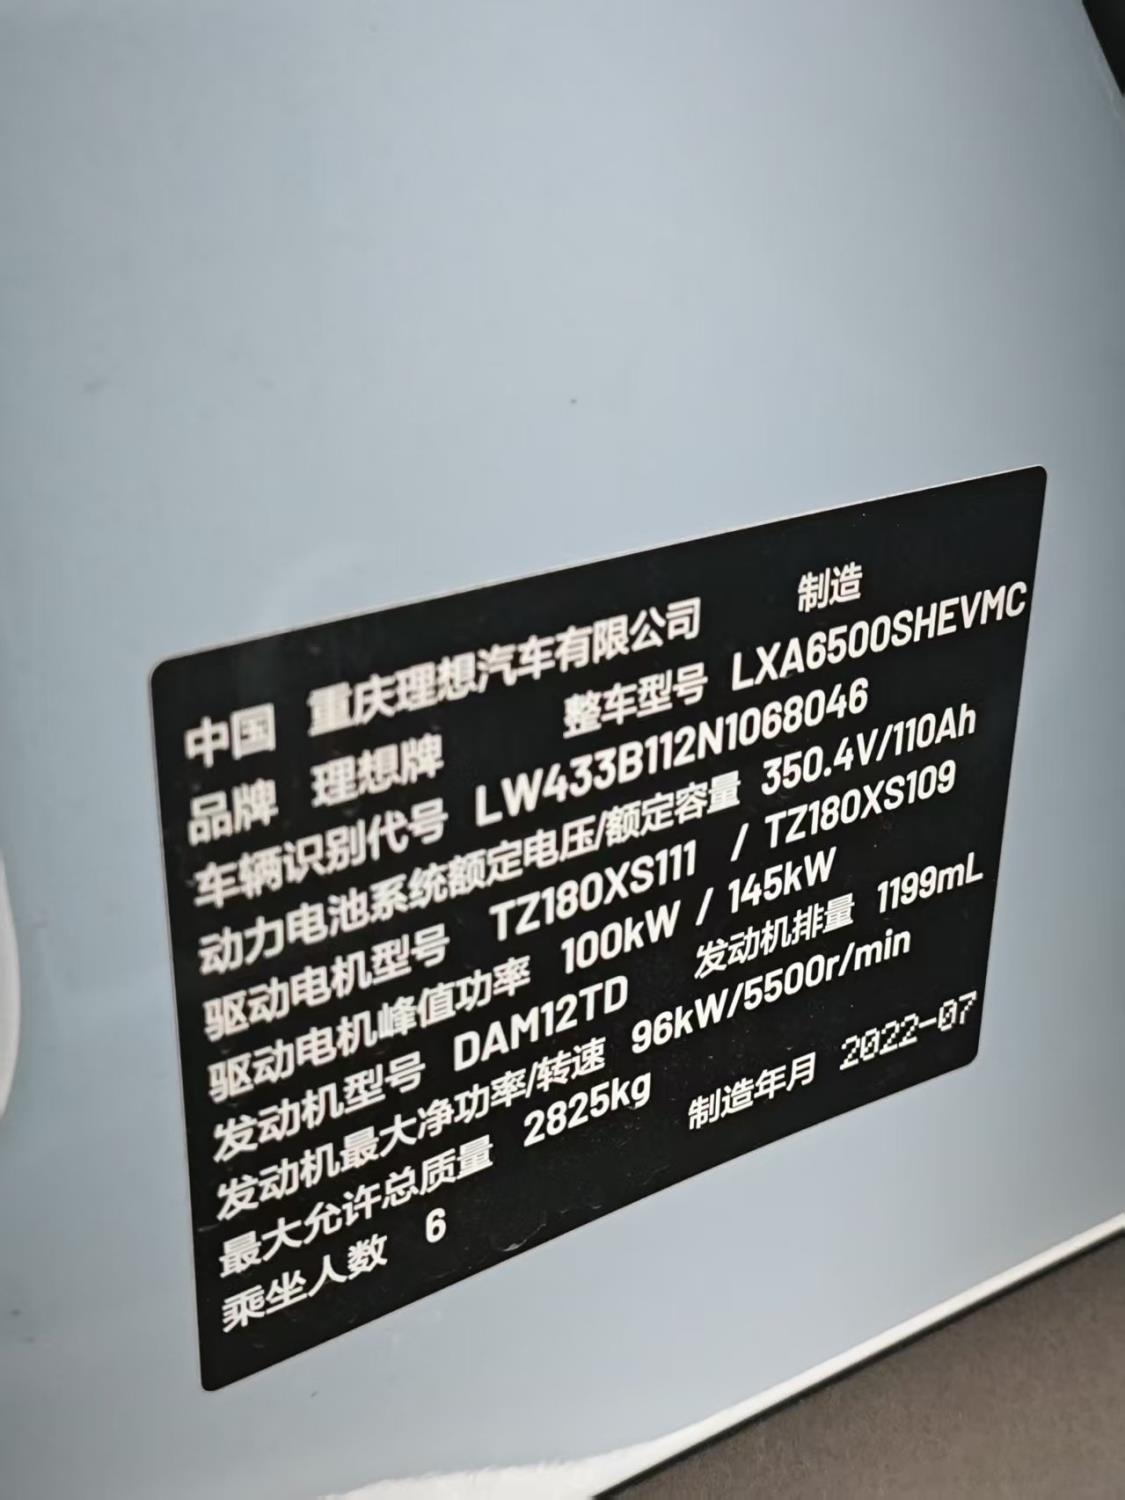 中国 重庆理想汽车有限公司 制造
品牌 理想牌 整车型号 LXA6500SHEVMC
车辆识别代号 LW433B112N1068046
动力电池系统额定电压/额定容量 350.4V/110Ah
驱动电机型号 TZ180XS111 / TZ180XS109
驱动电机峰值功率 100kW / 145kW
发动机型号 DAM12TD 发动机排量 1199mL
发动机最大净功率/转速 96kW/5500r/min
最大允许总质量 2825kg 制造年月 2022-07
乘坐人数 6